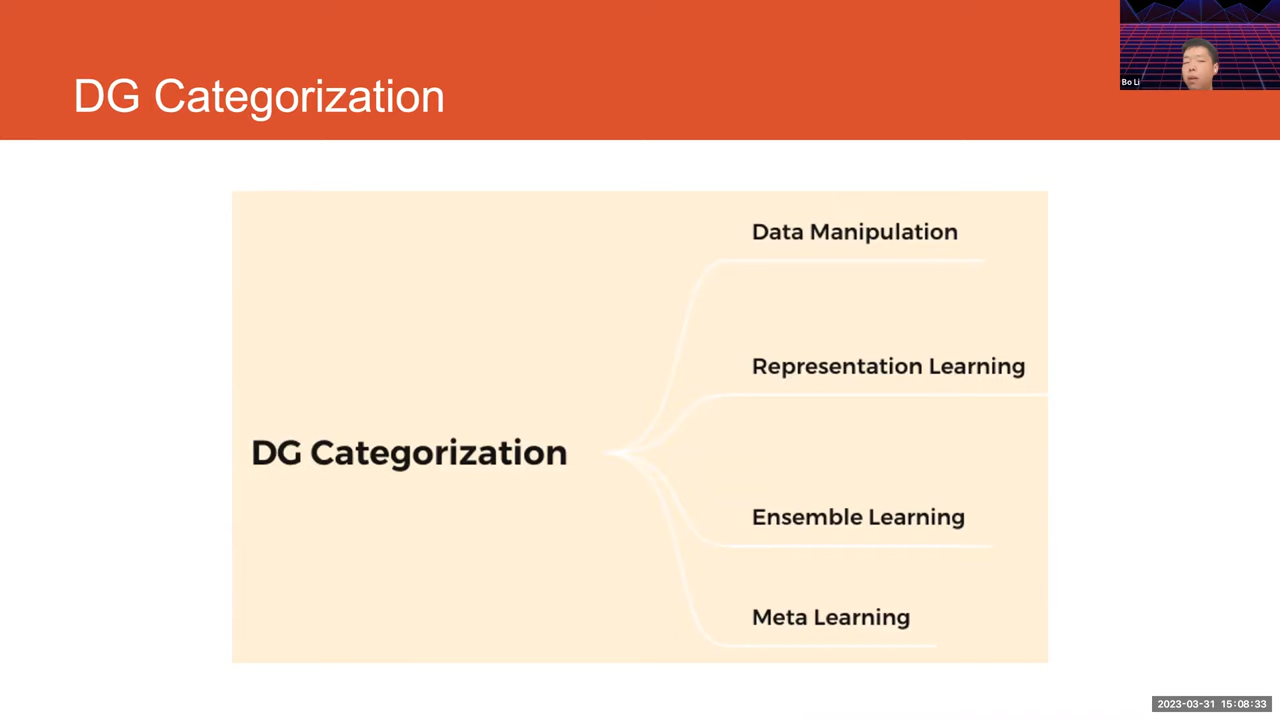 DG Categorization
Bo Li
Data Manipulation
Representation Learning
DG Categorization
Ensemble Learning
Meta Learning
2023-03-31 15:08:33